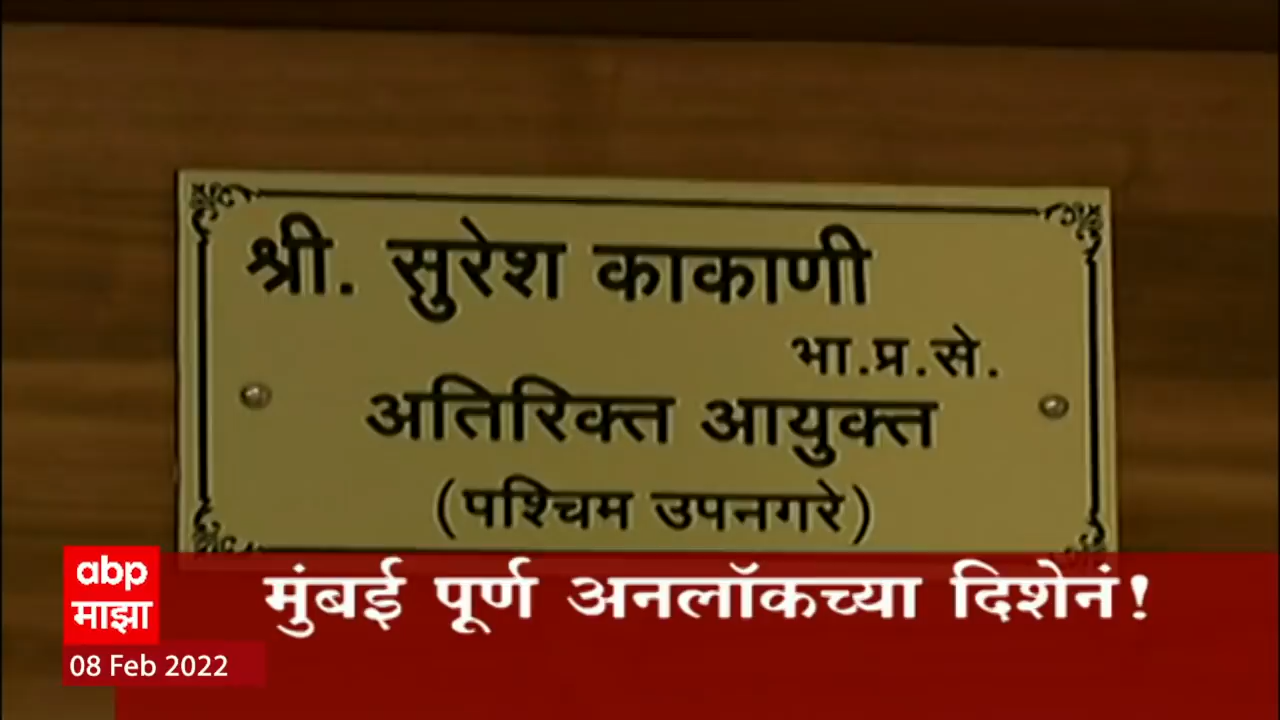 श्री. सुरेश काकाणी
भा.प्र.से.
अतिरिक्त आयुक्त
(पश्चिम उपनगरे)
abp
माझा
मुंबई पूर्ण अनलॉकच्या दिशेनं!
08 Feb 2022